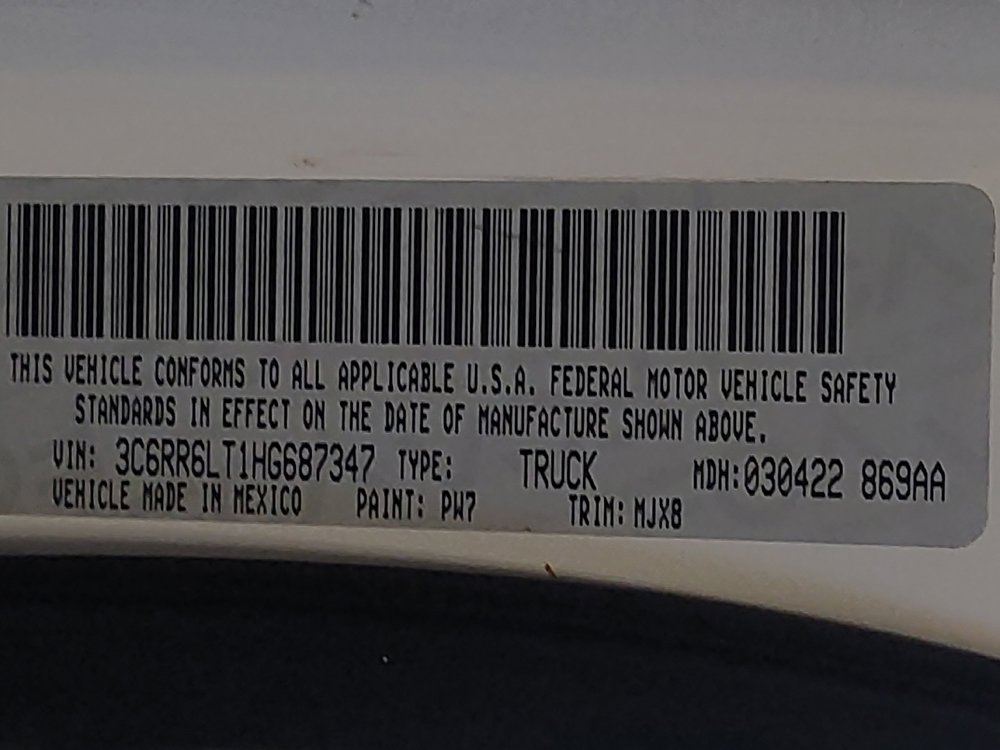 THIS VEHICLE CONFORMS TO ALL APPLICABLE U.S.A. FEDERAL MOTOR VEHICLE SAFETY
STANDARDS IN EFFECT ON THE DATE OF MANUFACTURE SHOWN ABOVE.
VIN: 3C6RR6LT1HG687347 TYPE: TRUCK MDH:030422 869AA
VEHICLE MADE IN MEXICO PAINT: PW7 TRIM: MJX8